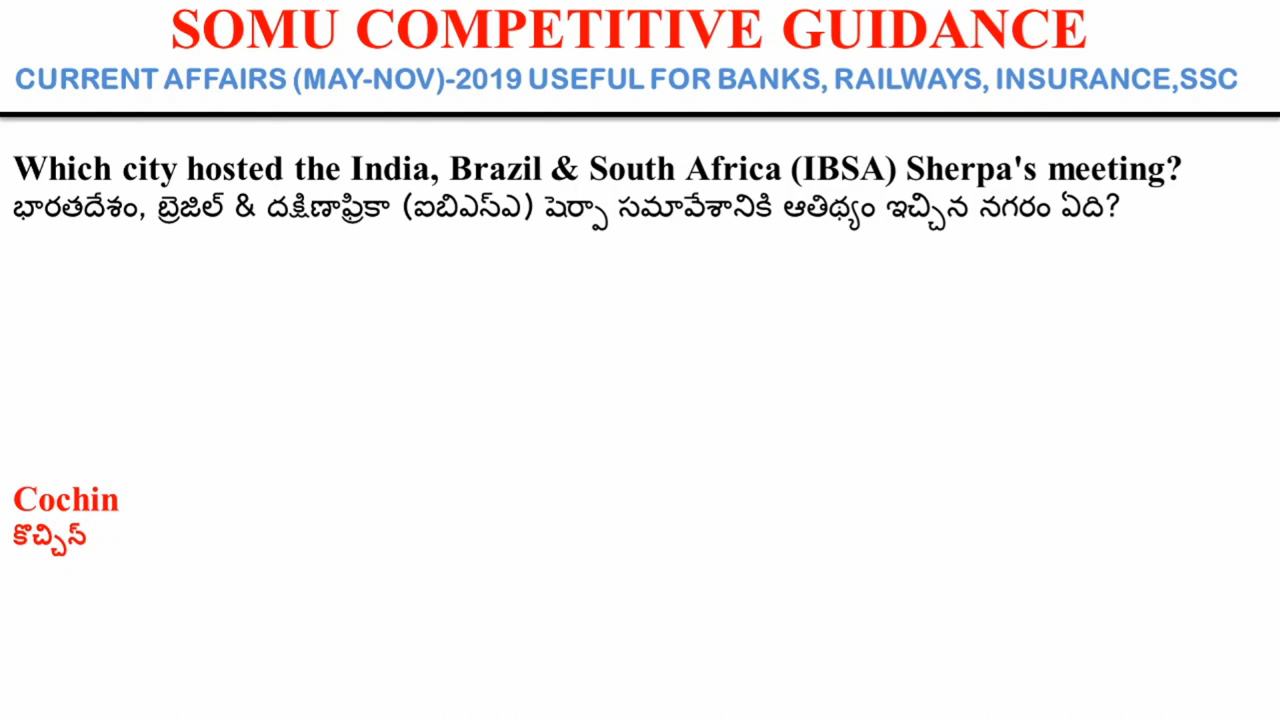 SOMU COMPETITIVE GUIDANCE
CURRENT AFFAIRS (MAY-NOV)-2019 USEFUL FOR BANKS, RAILWAYS, INSURANCE,SSC
Which city hosted the India, Brazil & South Africa (IBSA) Sherpa's meeting?
భారతదేశం, బ్రెజిల్ & దక్షిణాఫ్రికా (ఐబిఎస్ఎ) షెర్పా సమావేశానికి ఆతిథ్యం ఇచ్చిన నగరం ఏది?
Cochin
కొచ్చిస్